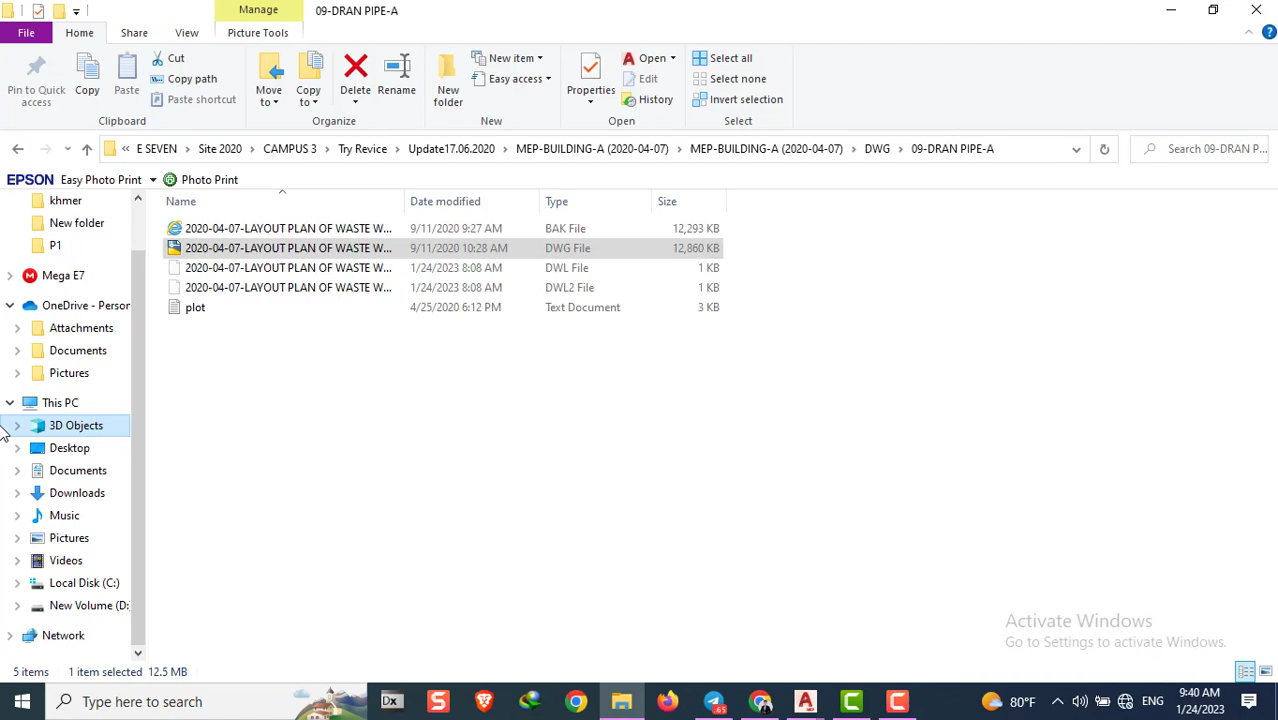 Manage
09-DRAN PIPE-A
File
Home
Share
View
Picture Tools
Pin to Quick access
Copy
Paste
Cut
Copy path
Paste shortcut
Clipboard
Move to
Copy to
Delete
Rename
Organize
New folder
New item
Easy access
New
Properties
Open
Edit
History
Open
Select all
Select none
Invert selection
Select
« E SEVEN > Site 2020 > CAMPUS 3 > Try Revice > Update17.06.2020 > MEP-BUILDING-A (2020-04-07) > MEP-BUILDING-A (2020-04-07) > DWG > 09-DRAN PIPE-A
Search 09-DRAN P...
EPSON Easy Photo Print Photo Print
khmer
New folder
P1
Mega E7
OneDrive - Person
Attachments
Documents
Pictures
This PC
3D Objects
Desktop
Documents
Downloads
Music
Pictures
Videos
Local Disk (C:)
New Volume (D:)
Network
Name Date modified Type Size
2020-04-07-LAYOUT PLAN OF WASTE W... 9/11/2020 9:27 AM BAK File 12,293 KB
2020-04-07-LAYOUT PLAN OF WASTE W... 9/11/2020 10:28 AM DWG File 12,860 KB
2020-04-07-LAYOUT PLAN OF WASTE W... 1/24/2023 8:08 AM DWL File 1 KB
2020-04-07-LAYOUT PLAN OF WASTE W... 1/24/2023 8:08 AM DWL2 File 1 KB
plot 4/25/2020 6:12 PM Text Document 3 KB
Activate Windows
Go to Settings to activate Windows.
5 items 1 item selected 12.5 MB
Type here to search
Dx
65
80°F
ENG
9:40 AM
1/24/2023